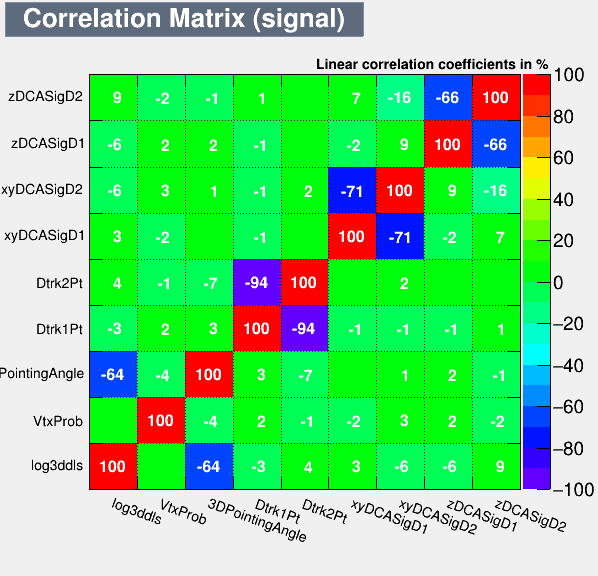 Correlation Matrix (signal)
Linear correlation coefficients in %
zDCASigD2 9 -2 -1 1 7 -16 -66 100
zDCASigD1 -6 2 2 -1 -2 9 100 -66
xyDCASigD2 -6 3 1 -1 2 -71 100 9 -16
xyDCASigD1 3 -2 -1 100 -71 -2 7
Dtrk2Pt 4 -1 -7 -94 100 2
Dtrk1Pt -3 2 3 100 -94 -1 -1 -1 1
PointingAngle -64 -4 100 3 -7 1 2 -1
VtxProb 100 -4 2 -1 -2 3 2 -2
log3ddls 100 -64 -3 4 3 -6 -6 9
log3dls VtxProb 3DPointingAngle Dtrk1Pt Dtrk2Pt xyDCASigD1 xyDCASigD2 zDCASigD1 zDCASigD2
100
80
60
40
20
0
−20
−40
−60
−80
−100